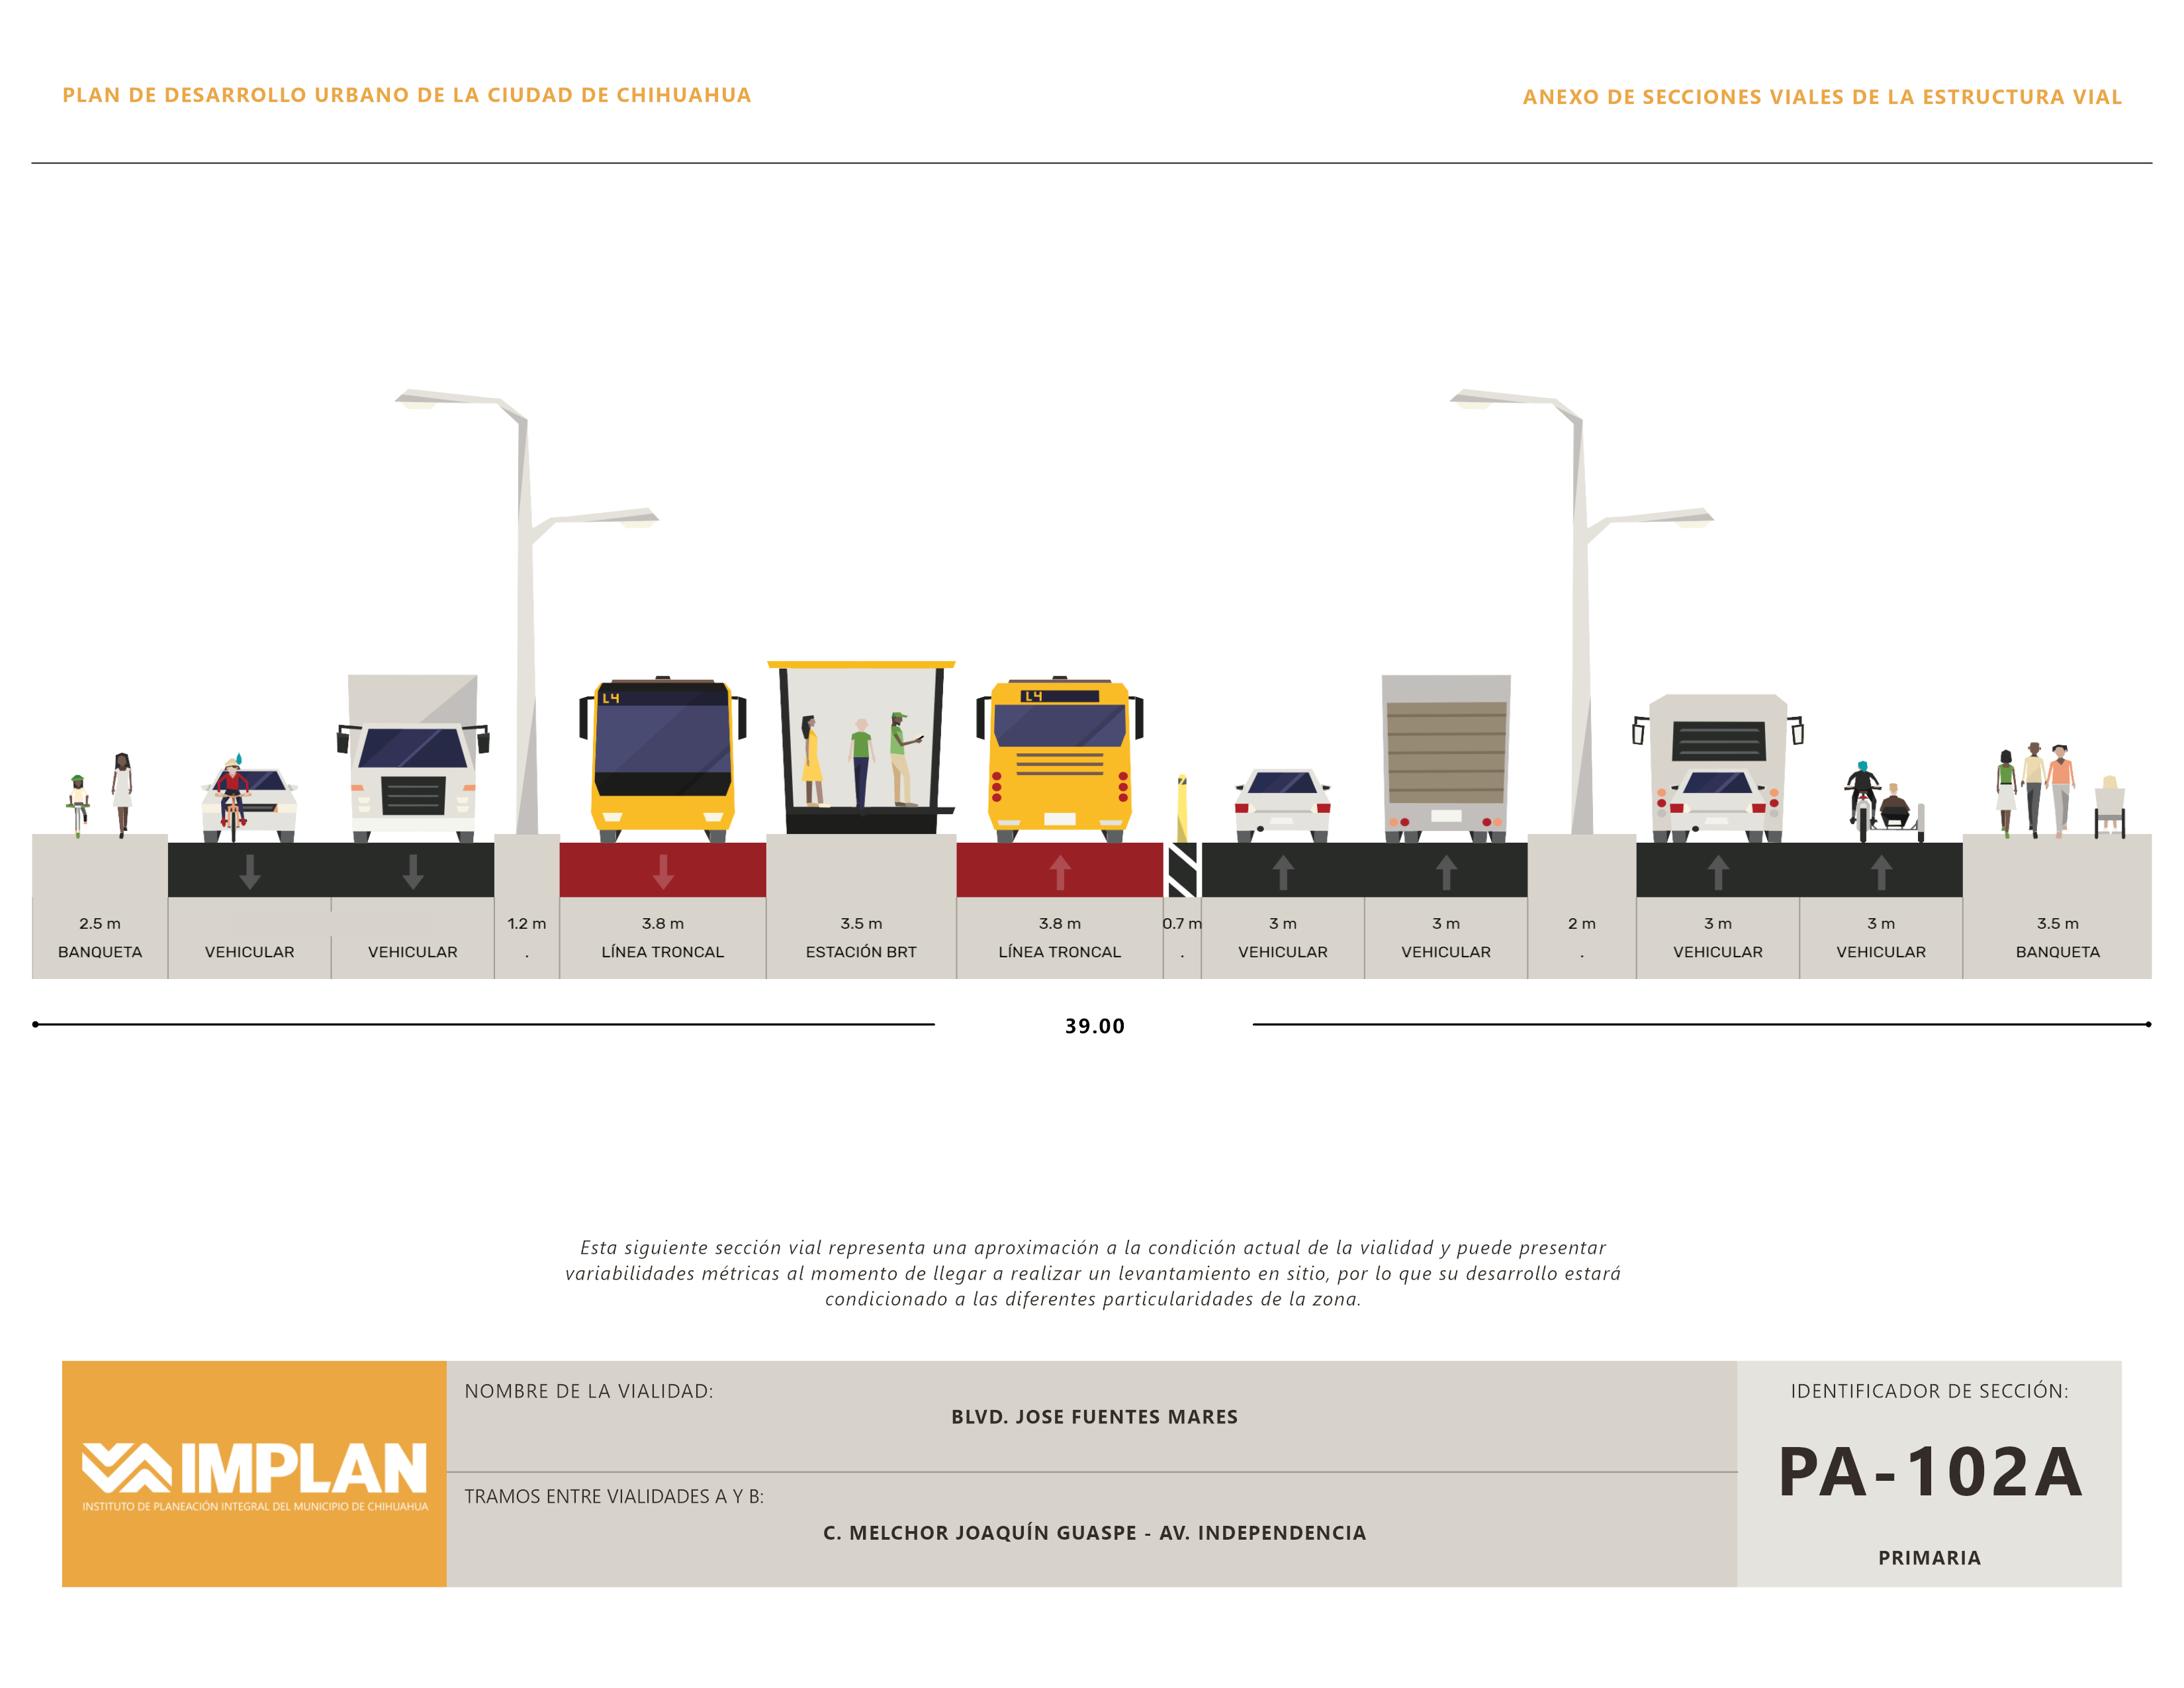 PLAN DE DESARROLLO URBANO DE LA CIUDAD DE CHIHUAHUA
ANEXO DE SECCIONES VIALES DE LA ESTRUCTURA VIAL
L4
L4
2.5 m 1.2 m 3.8 m 3.5 m 3.8 m 0.7 m 3 m 3 m 2 m 3 m 3 m 3.5 m
BANQUETA VEHICULAR VEHICULAR . LÍNEA TRONCAL ESTACIÓN BRT LÍNEA TRONCAL . VEHICULAR VEHICULAR . VEHICULAR VEHICULAR BANQUETA
39.00
Esta siguiente sección vial representa una aproximación a la condición actual de la vialidad y puede presentar
variabilidades métricas al momento de llegar a realizar un levantamiento en sitio, por lo que su desarrollo estará
condicionado a las diferentes particularidades de la zona.
IMPLAN
INSTITUTO DE PLANEACIÓN INTEGRAL DEL MUNICIPIO DE CHIHUAHUA
NOMBRE DE LA VIALIDAD:
BLVD. JOSE FUENTES MARES
TRAMOS ENTRE VIALIDADES A Y B:
C. MELCHOR JOAQUÍN GUASPE - AV. INDEPENDENCIA
IDENTIFICADOR DE SECCIÓN:
PA-102A
PRIMARIA